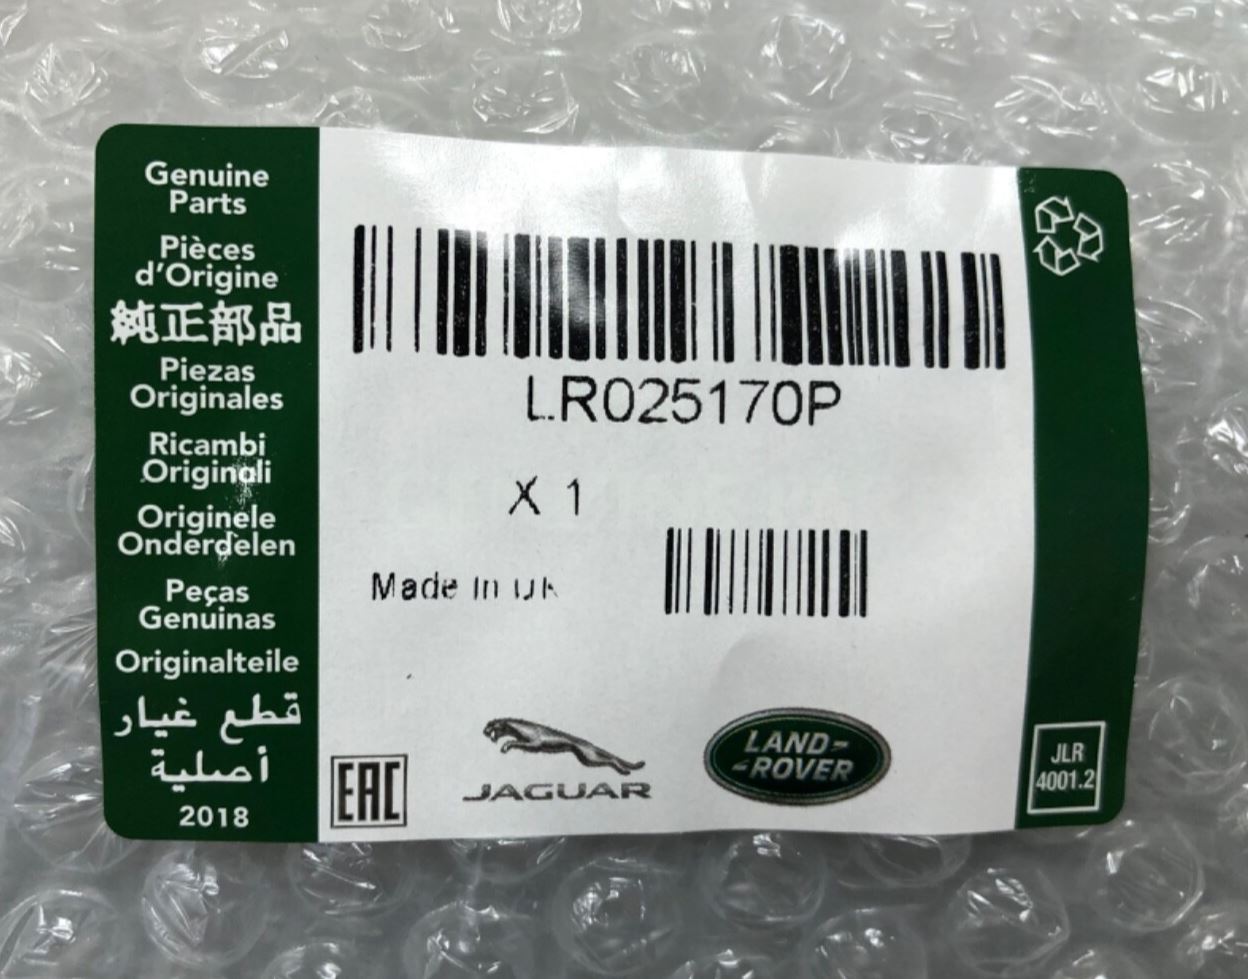 Genuine
Parts
Pièces
d'Origine
純正部品
Piezas
Originales
Ricambi
Originali
Originele
Onderdelen
Peças
Genuinas
Originalteile
قطع غيار
أصلية
2018
LR025170P
X 1
Made In UK
EAC
JAGUAR
LAND-
-ROVER
JLR
4001.2